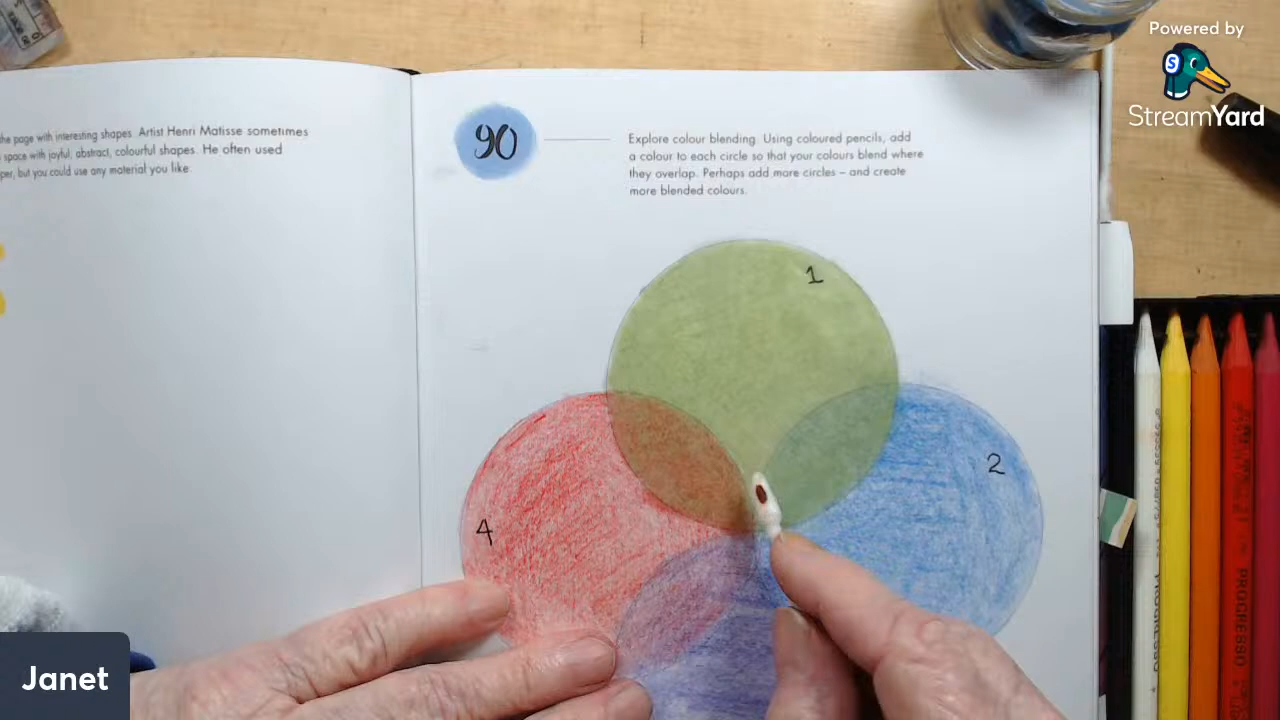 the page with interesting shapes. Artist Henri Matisse sometimes
space with joyful, abstract, colourful shapes. He often used
per, but you could use any material you like.
90
Explore colour blending. Using coloured pencils, add
a colour to each circle so that your colours blend where
they overlap. Perhaps add more circles – and create
more blended colours.
1
2
4
PROGRESSO
Janet
Powered by
StreamYard